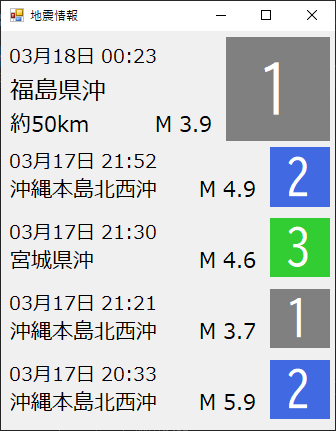 地震情報
03月18日 00:23
福島県沖
約50km M 3.9
1
03月17日 21:52
沖縄本島北西沖 M 4.9
2
03月17日 21:30
宮城県沖 M 4.6
3
03月17日 21:21
沖縄本島北西沖 M 3.7
1
03月17日 20:33
沖縄本島北西沖 M 5.9
2